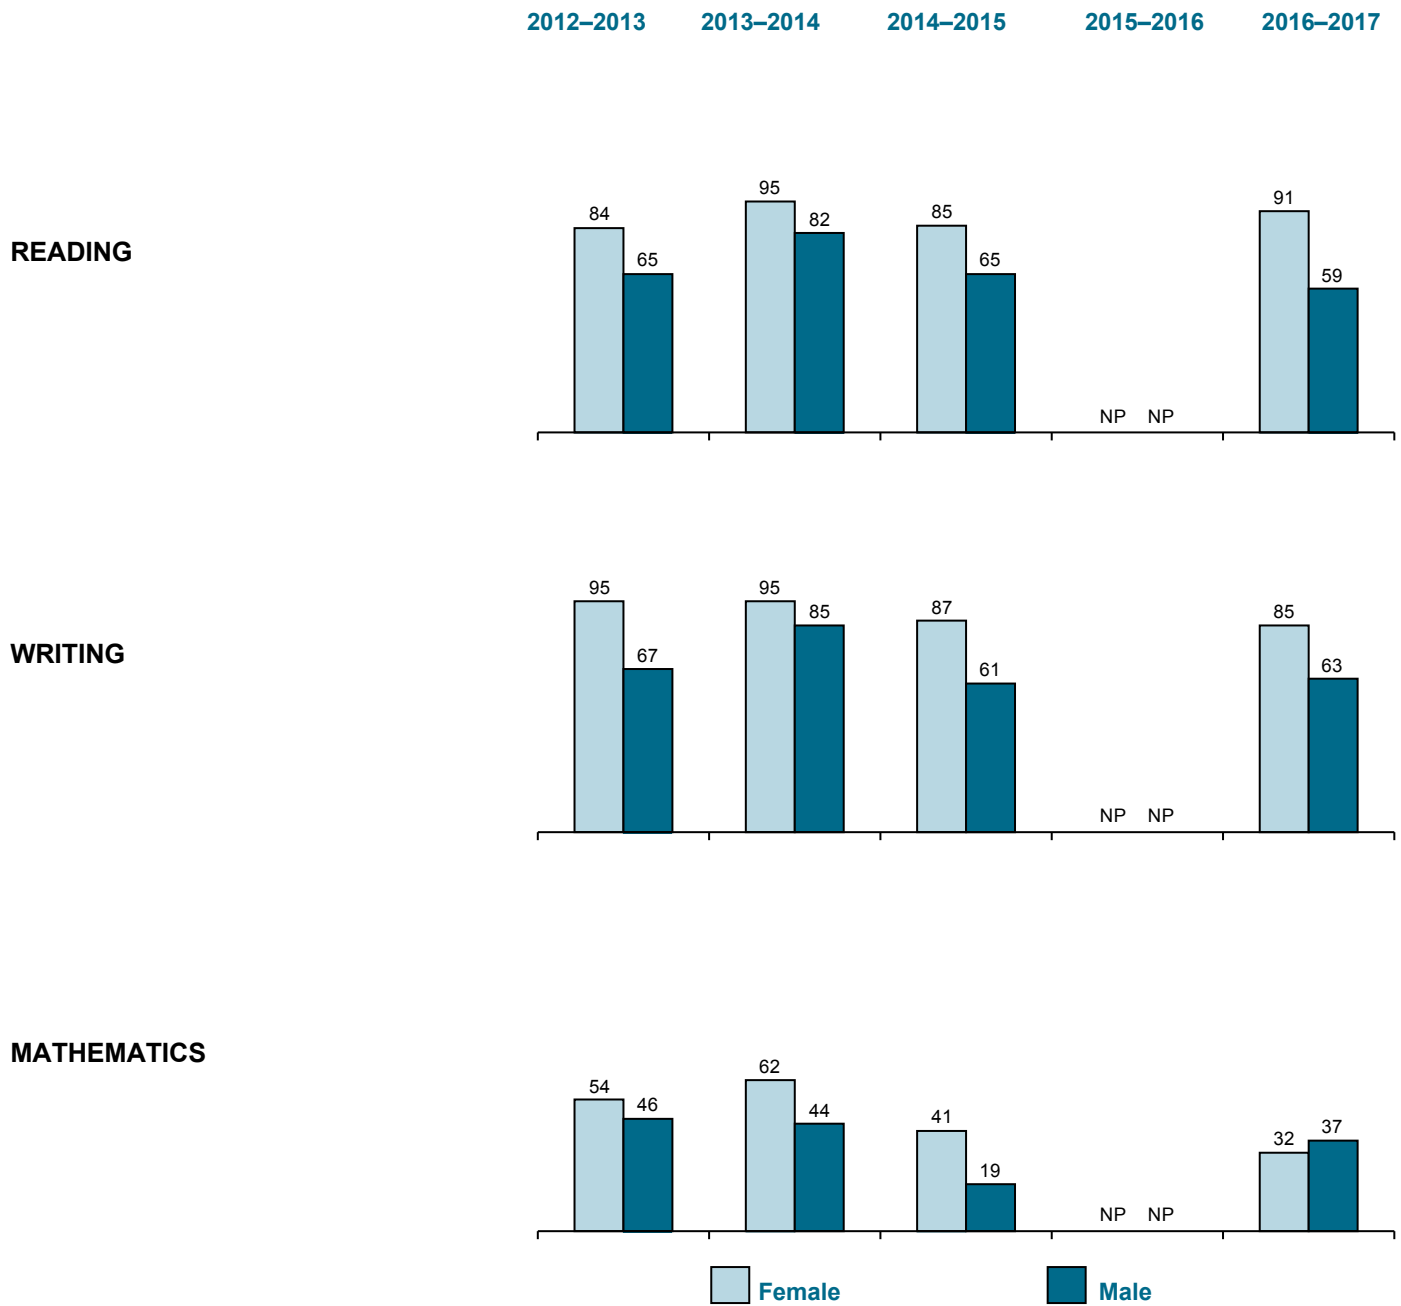 2012–2013 2013–2014 2014–2015 2015–2016 2016–2017
READING
84 65 95 82 85 65 NP NP 91 59
WRITING
95 67 95 85 87 61 NP NP 85 63
MATHEMATICS
54 46 62 44 41 19 NP NP 32 37
Female Male